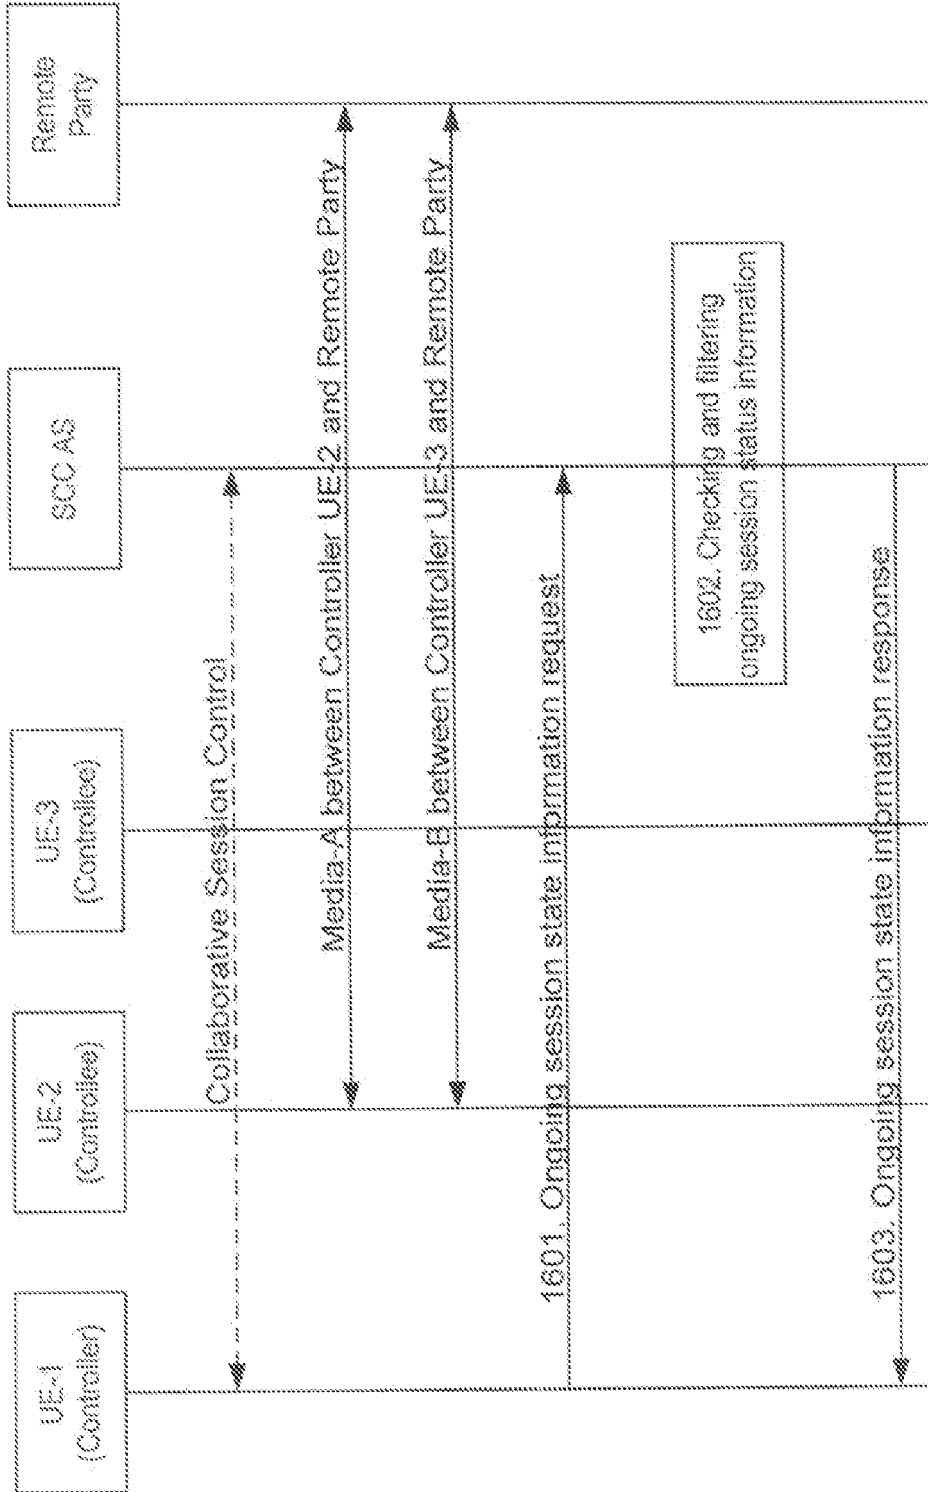 UE-1
(Controller)
UE-2
(Controllee)
UE-3
(Controllee)
SCC AS
Remote
Party
Collaborative Session Control
Media-A between Controller UE-2 and Remote Party
Media-B between Controller UE-3 and Remote Party
1601. Ongoing session state information request
1602. Checking and filtering
ongoing session status information
1603. Ongoing session state information response